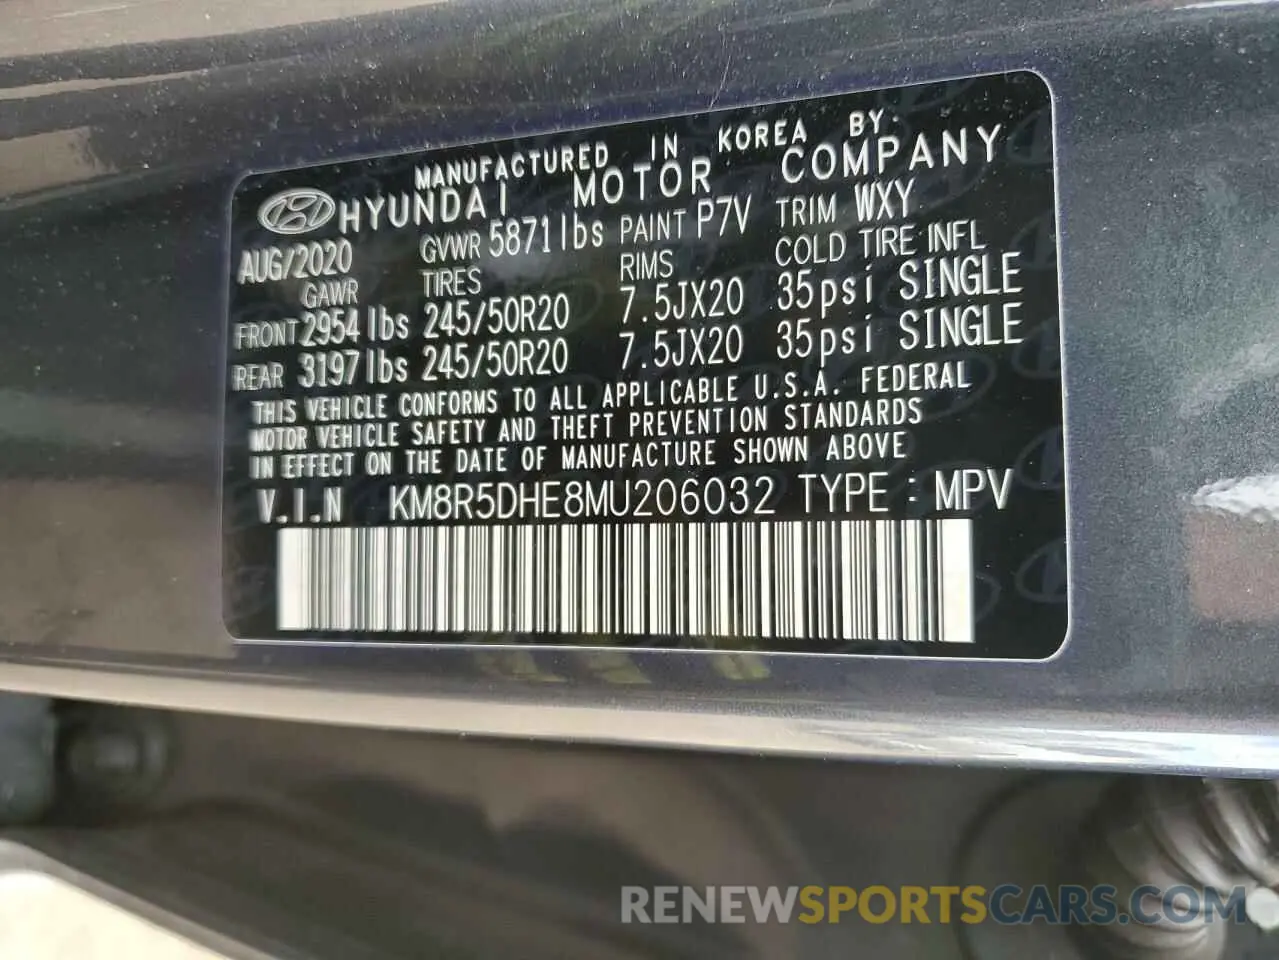 MANUFACTURED IN KOREA BY.
HYUNDAI MOTOR COMPANY
AUG/2020 GVWR 5871lbs PAINT P7V TRIM WXY
GAWR TIRES RIMS COLD TIRE INFL
FRONT 2954lbs 245/50R20 7.5JX20 35psi SINGLE
REAR 3197lbs 245/50R20 7.5JX20 35psi SINGLE
THIS VEHICLE CONFORMS TO ALL APPLICABLE U.S.A. FEDERAL
MOTOR VEHICLE SAFETY AND THEFT PREVENTION STANDARDS
IN EFFECT ON THE DATE OF MANUFACTURE SHOWN ABOVE
V.I.N KM8R5DHE8MU206032 TYPE : MPV
RENEWSPORTSCARS.COM